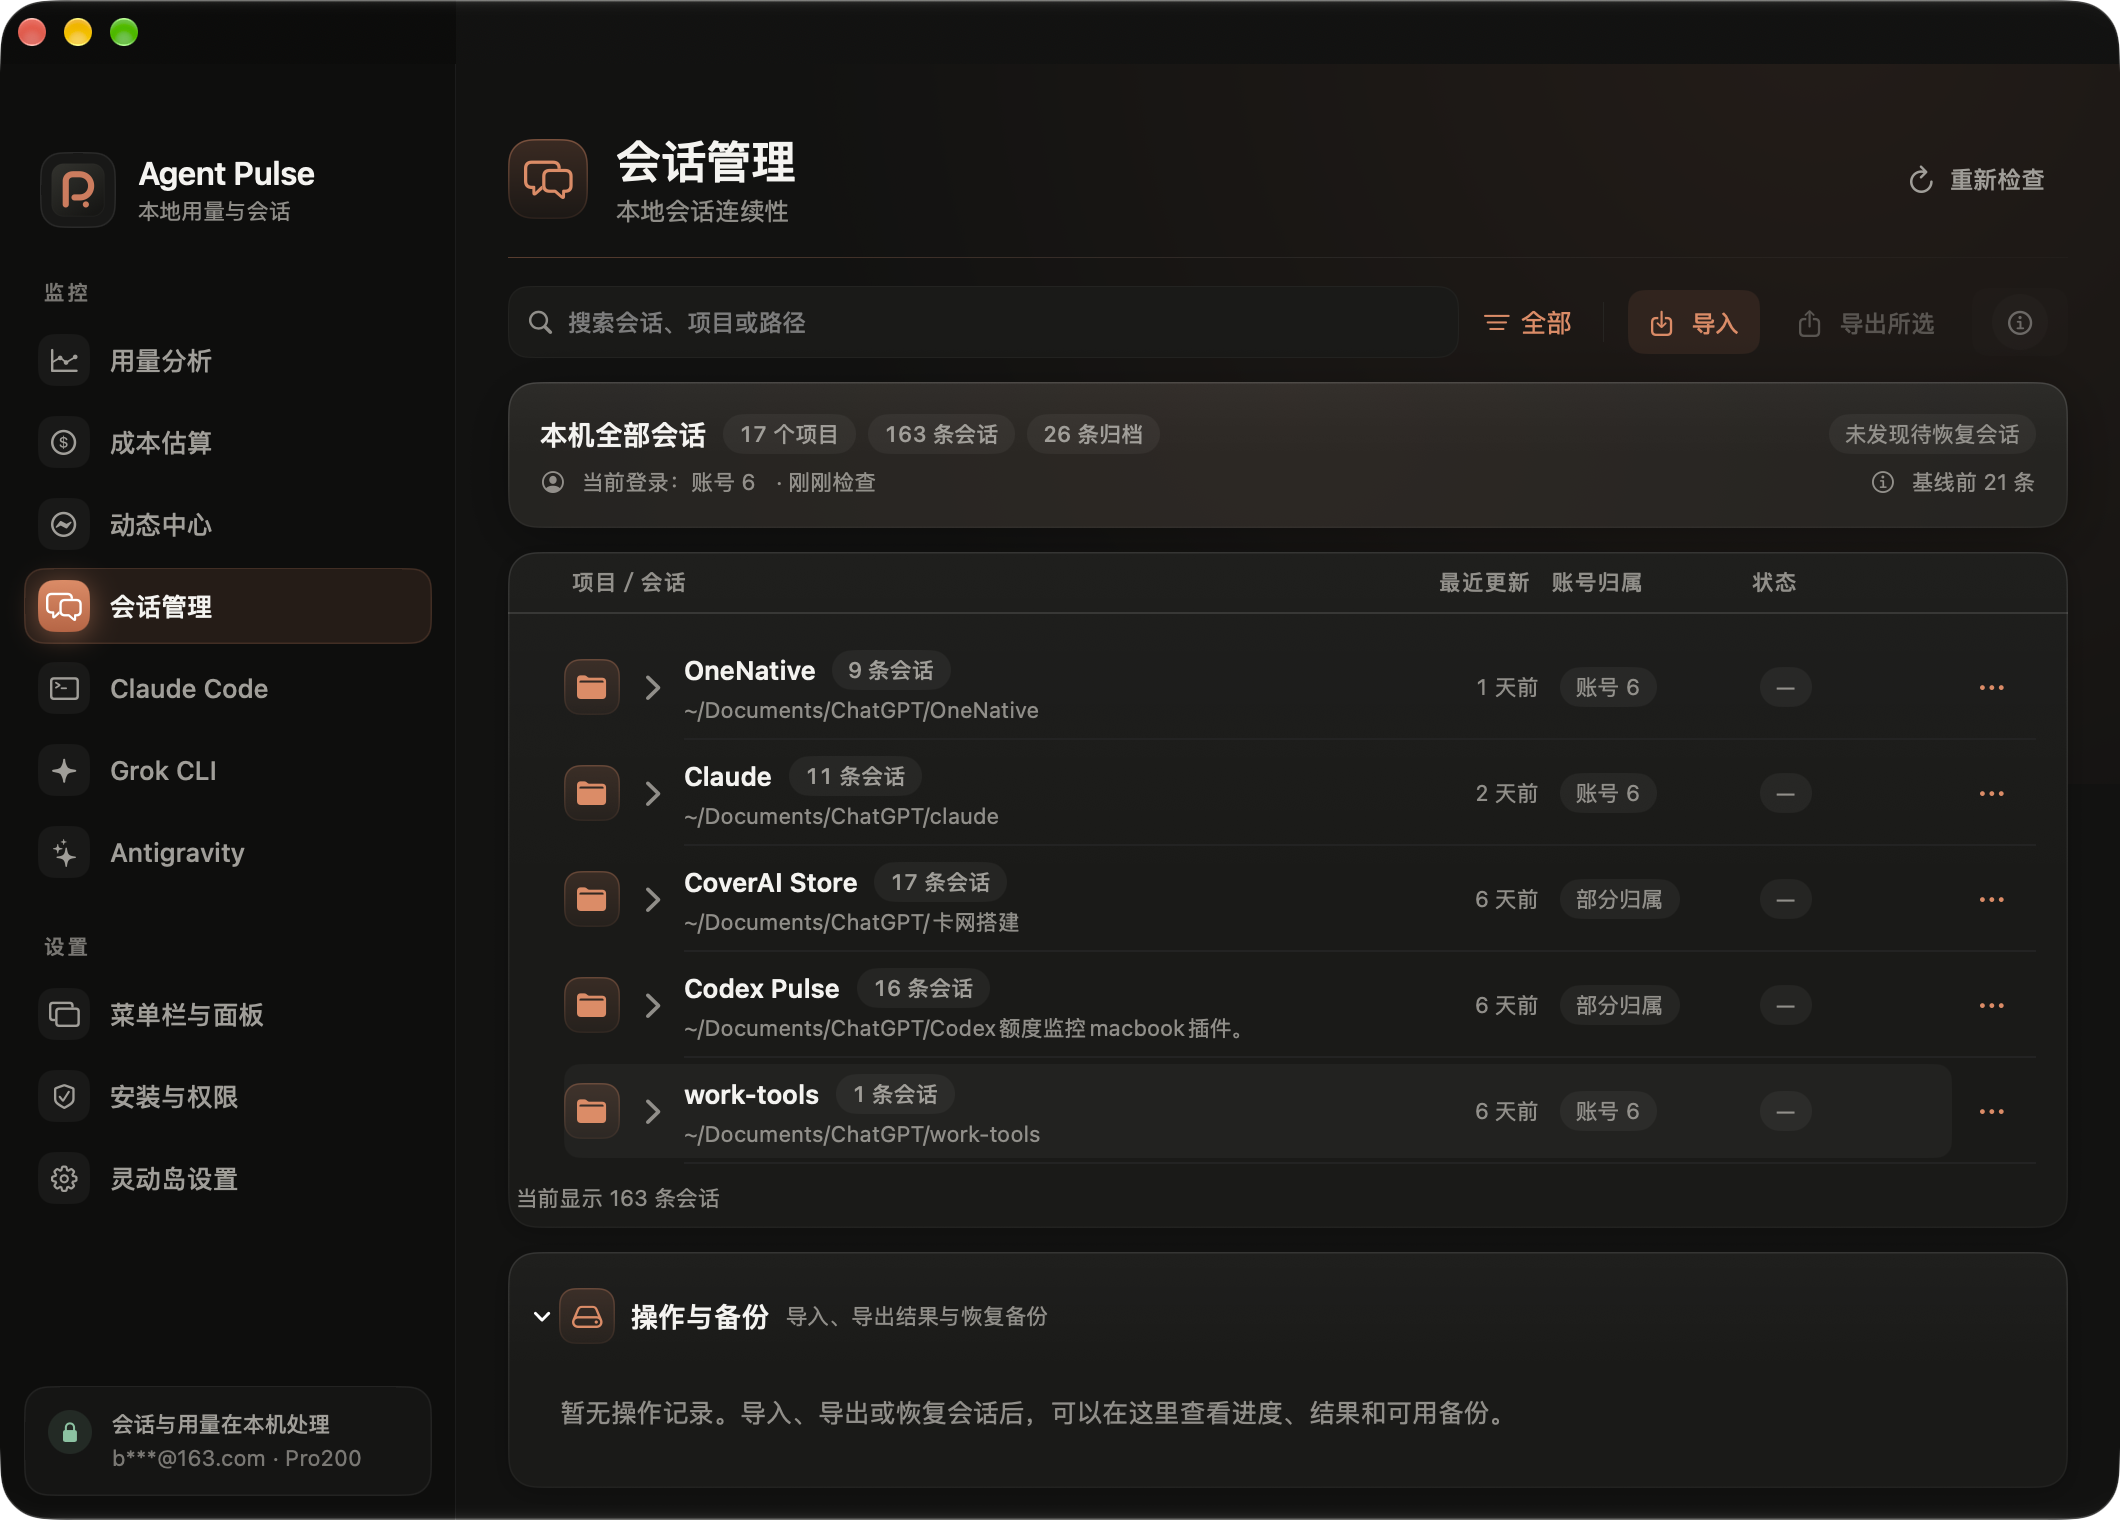 Agent Pulse
本地用量与会话
监控
用量分析
成本估算
动态中心
会话管理
Claude Code
Grok CLI
Antigravity
设置
菜单栏与面板
安装与权限
灵动岛设置
会话与用量在本机处理
b***@163.com · Pro200
会话管理
本地会话连续性
重新检查
搜索会话、项目或路径
全部
导入
导出所选
本机全部会话 17 个项目 163 条会话 26 条归档 未发现待恢复会话
当前登录：账号 6 · 刚刚检查 基线前 21 条
项目 / 会话 最近更新 账号归属 状态
OneNative 9 条会话
~/Documents/ChatGPT/OneNative
1 天前 账号 6 —
Claude 11 条会话
~/Documents/ChatGPT/claude
2 天前 账号 6 —
CoverAI Store 17 条会话
~/Documents/ChatGPT/卡网搭建
6 天前 部分归属 —
Codex Pulse 16 条会话
~/Documents/ChatGPT/Codex额度监控macbook插件。
6 天前 部分归属 —
work-tools 1 条会话
~/Documents/ChatGPT/work-tools
6 天前 账号 6 —
当前显示 163 条会话
操作与备份 导入、导出结果与恢复备份
暂无操作记录。导入、导出或恢复会话后，可以在这里查看进度、结果和可用备份。